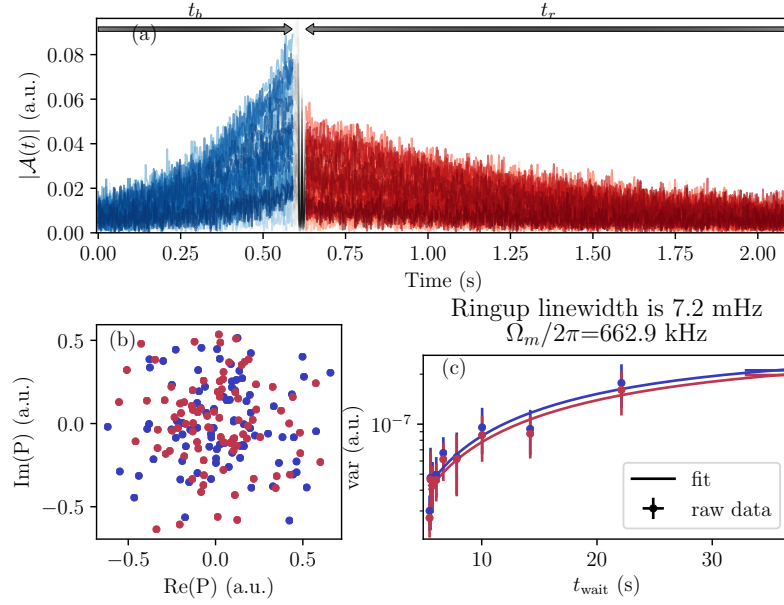 t_b t_r
(a)
0.08
0.06
0.04
0.02
0.00
|A(t)| (a.u.)
0.00 0.25 0.50 0.75 1.00 1.25 1.50 1.75 2.00
Time (s)
Ringup linewidth is 7.2 mHz
Ω_m/2π=662.9 kHz
(b)
0.5
0.0
−0.5
Im(P) (a.u.)
−0.5 0.0 0.5
Re(P) (a.u.)
(c)
10⁻⁷
var (a.u.)
fit
raw data
10 20 30
t_wait (s)